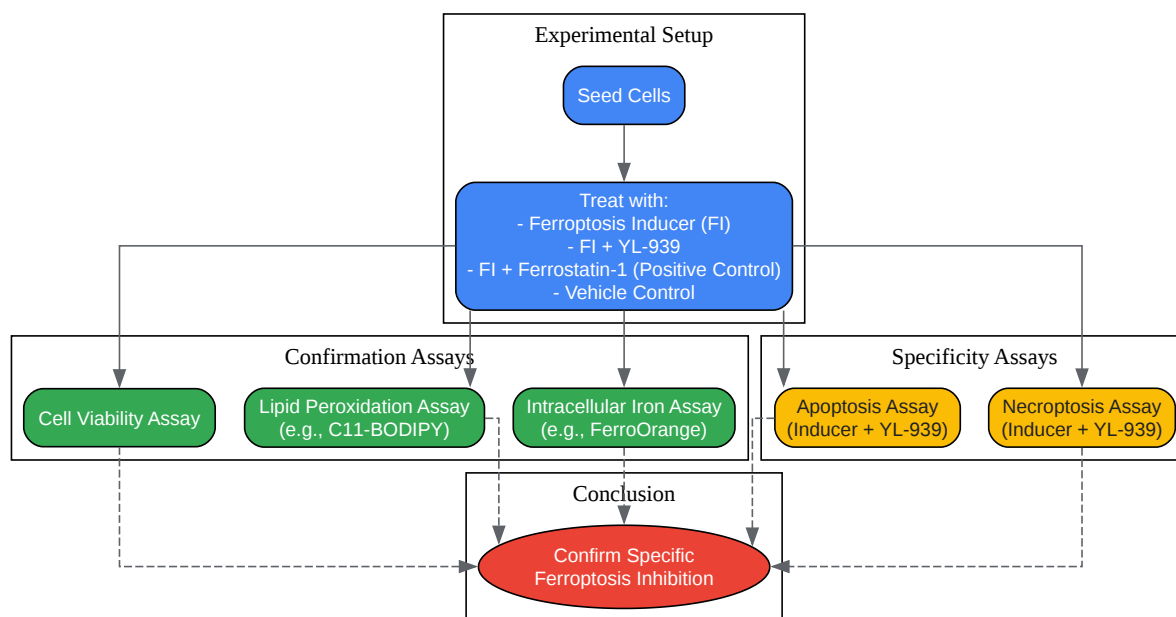 Experimental Setup
Seed Cells
Treat with:
- Ferroptosis Inducer (FI)
- FI + YL-939
- FI + Ferrostatin-1 (Positive Control)
- Vehicle Control
Confirmation Assays
Cell Viability Assay
Lipid Peroxidation Assay
(e.g., C11-BODIPY)
Intracellular Iron Assay
(e.g., FerroOrange)
Specificity Assays
Apoptosis Assay
(Inducer + YL-939)
Necroptosis Assay
(Inducer + YL-939)
Conclusion
Confirm Specific
Ferroptosis Inhibition